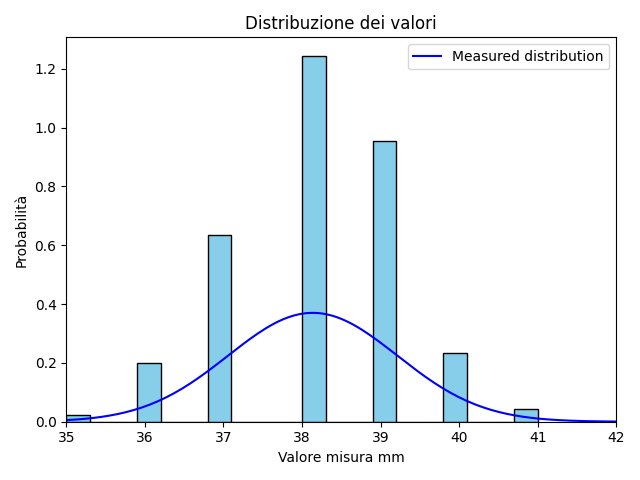 Distribuzione dei valori
Measured distribution
Probabilità
1.2
1.0
0.8
0.6
0.4
0.2
0.0
35 36 37 38 39 40 41 42
Valore misura mm